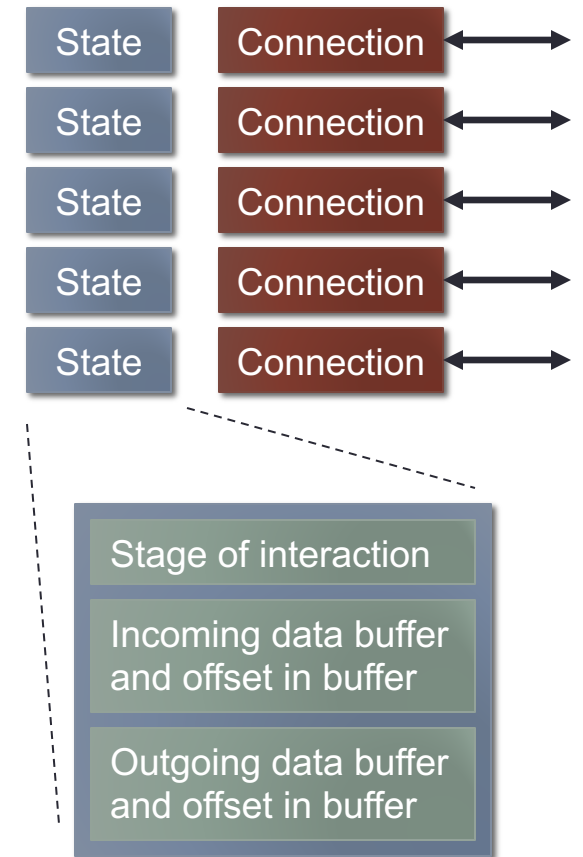 State Connection
State Connection
State Connection
State Connection
State Connection
Stage of interaction
Incoming data buffer
and offset in buffer
Outgoing data buffer
and offset in buffer